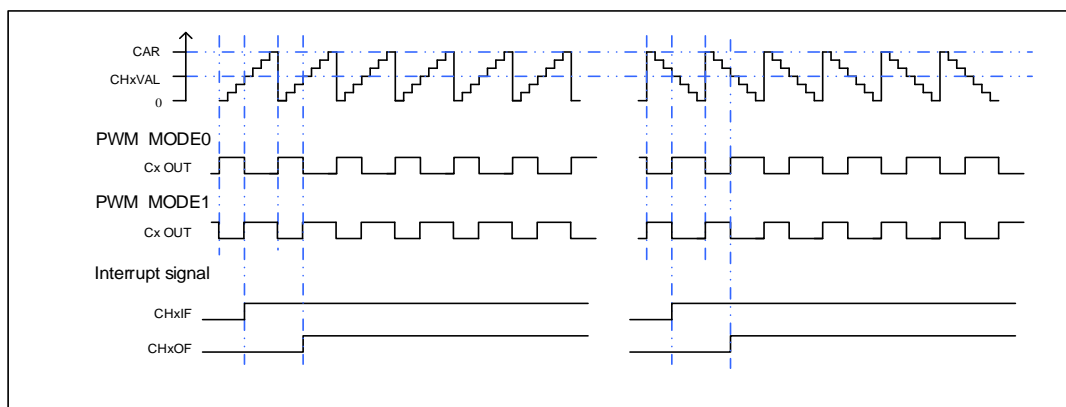 CAR
CHxVAL
0
PWM MODE0
Cx OUT
PWM MODE1
Cx OUT
Interrupt signal
CHxIF
CHxOF